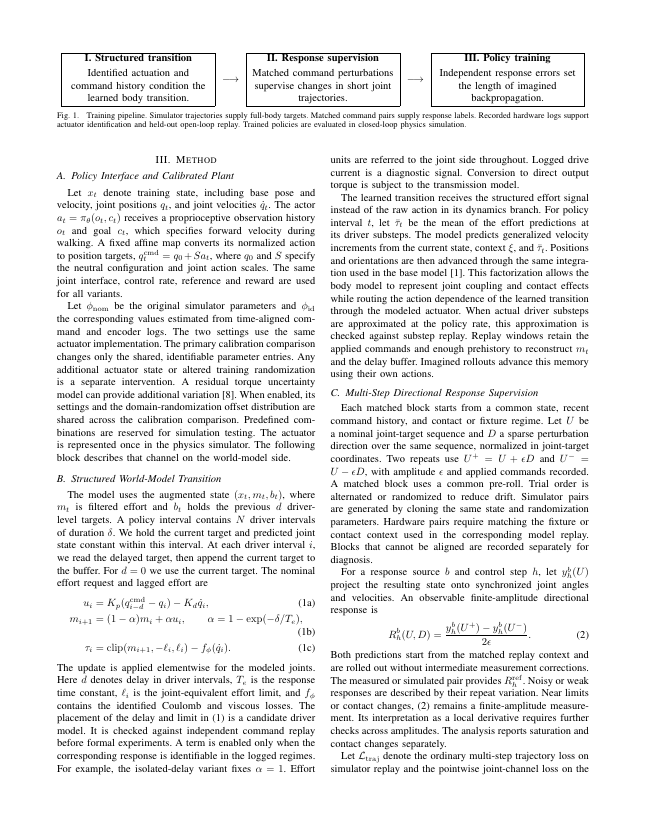 I. Structured transition
Identified actuation and
command history condition the
learned body transition.
→
II. Response supervision
Matched command perturbations
supervise changes in short joint
trajectories.
→
III. Policy training
Independent response errors set
the length of imagined
backpropagation.
Fig. 1. Training pipeline. Simulator trajectories supply full-body targets. Matched command pairs supply response labels. Recorded hardware logs support
actuator identification and held-out open-loop replay. Trained policies are evaluated in closed-loop physics simulation.
III. METHOD
A. Policy Interface and Calibrated Plant
Let x_t denote training state, including base pose and
velocity, joint positions q_t, and joint velocities q̇_t. The actor
a_t = π_θ(o_t, c_t) receives a proprioceptive observation history
o_t and goal c_t, which specifies forward velocity during
walking. A fixed affine map converts its normalized action
to position targets, q_t^cmd = q_0 + Sa_t, where q_0 and S specify
the neutral configuration and joint action scales. The same
joint interface, control rate, reference and reward are used
for all variants.
Let ϕ_nom be the original simulator parameters and ϕ_id
the corresponding values estimated from time-aligned com-
mand and encoder logs. The two settings use the same
actuator implementation. The primary calibration comparison
changes only the shared, identifiable parameter entries. Any
additional actuator state or altered training randomization
is a separate intervention. A residual torque uncertainty
model can provide additional variation [8]. When enabled, its
settings and the domain-randomization offset distribution are
shared across the calibration comparison. Predefined com-
binations are reserved for simulation testing. The actuator
is represented once in the physics simulator. The following
block describes that channel on the world-model side.
B. Structured World-Model Transition
The model uses the augmented state (x_t, m_t, b_t), where
m_t is filtered effort and b_t holds the previous d driver-
level targets. A policy interval contains N driver intervals
of duration δ. We hold the current target and predicted joint
state constant within this interval. At each driver interval i,
we read the delayed target, then append the current target to
the buffer. For d = 0 we use the current target. The nominal
effort request and lagged effort are
u_i = K_p(q_{i−d}^cmd − q_i) − K_d q̇_i, (1a)
m_{i+1} = (1 − α)m_i + αu_i, α = 1 − exp(−δ/T_e),
(1b)
τ_i = clip(m_{i+1}, −ℓ_i, ℓ_i) − f_ϕ(q̇_i). (1c)
The update is applied elementwise for the modeled joints.
Here d denotes delay in driver intervals, T_e is the response
time constant, ℓ_i is the joint-equivalent effort limit, and f_ϕ
contains the identified Coulomb and viscous losses. The
placement of the delay and limit in (1) is a candidate driver
model. It is checked against independent command replay
before formal experiments. A term is enabled only when the
corresponding response is identifiable in the logged regimes.
For example, the isolated-delay variant fixes α = 1. Effort
units are referred to the joint side throughout. Logged drive
current is a diagnostic signal. Conversion to direct output
torque is subject to the transmission model.
The learned transition receives the structured effort signal
instead of the raw action in its dynamics branch. For policy
interval t, let τ̄_t be the mean of the effort predictions at
its driver substeps. The model predicts generalized velocity
increments from the current state, context ξ, and τ̄_t. Positions
and orientations are then advanced through the same integra-
tion used in the base model [1]. This factorization allows the
body model to represent joint coupling and contact effects
while routing the action dependence of the learned transition
through the modeled actuator. When actual driver substeps
are approximated at the policy rate, this approximation is
checked against substep replay. Replay windows retain the
applied commands and enough prehistory to reconstruct m_t
and the delay buffer. Imagined rollouts advance this memory
using their own actions.
C. Multi-Step Directional Response Supervision
Each matched block starts from a common state, recent
command history, and contact or fixture regime. Let U be
a nominal joint-target sequence and D a sparse perturbation
direction over the same sequence, normalized in joint-target
coordinates. Two repeats use U⁺ = U + ϵD and U⁻ =
U − ϵD, with amplitude ϵ and applied commands recorded.
A matched block uses a common pre-roll. Trial order is
alternated or randomized to reduce drift. Simulator pairs
are generated by cloning the same state and randomization
parameters. Hardware pairs require matching the fixture or
contact context used in the corresponding model replay.
Blocks that cannot be aligned are recorded separately for
diagnosis.
For a response source b and control step h, let y_h^b(U)
project the resulting state onto synchronized joint angles
and velocities. An observable finite-amplitude directional
response is
R_h^b(U, D) = (y_h^b(U⁺) − y_h^b(U⁻)) / 2ϵ. (2)
Both predictions start from the matched replay context and
are rolled out without intermediate measurement corrections.
The measured or simulated pair provides R_h^ref. Noisy or weak
responses are described by their repeat variation. Near limits
or contact changes, (2) remains a finite-amplitude measure-
ment. Its interpretation as a local derivative requires further
checks across amplitudes. The analysis reports saturation and
contact changes separately.
Let ℒ_traj denote the ordinary multi-step trajectory loss on
simulator replay and the pointwise joint-channel loss on the